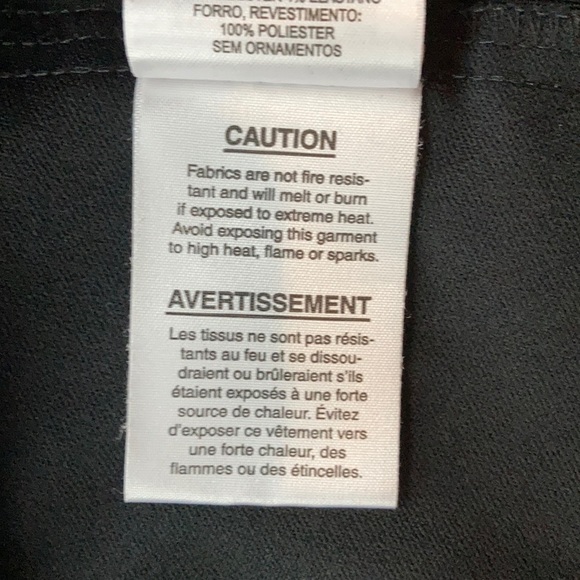 FORRO, REVESTIMENTO:
100% POLIESTER
SEM ORNAMENTOS
CAUTION
Fabrics are not fire resis-
tant and will melt or burn
if exposed to extreme heat.
Avoid exposing this garment
to high heat, flame or sparks.
AVERTISSEMENT
Les tissus ne sont pas résis-
tants au feu et se dissou-
draient ou brûleraient s'ils
étaient exposés à une forte
source de chaleur. Évitez
d'exposer ce vêtement vers
une forte chaleur, des
flammes ou des étincelles.